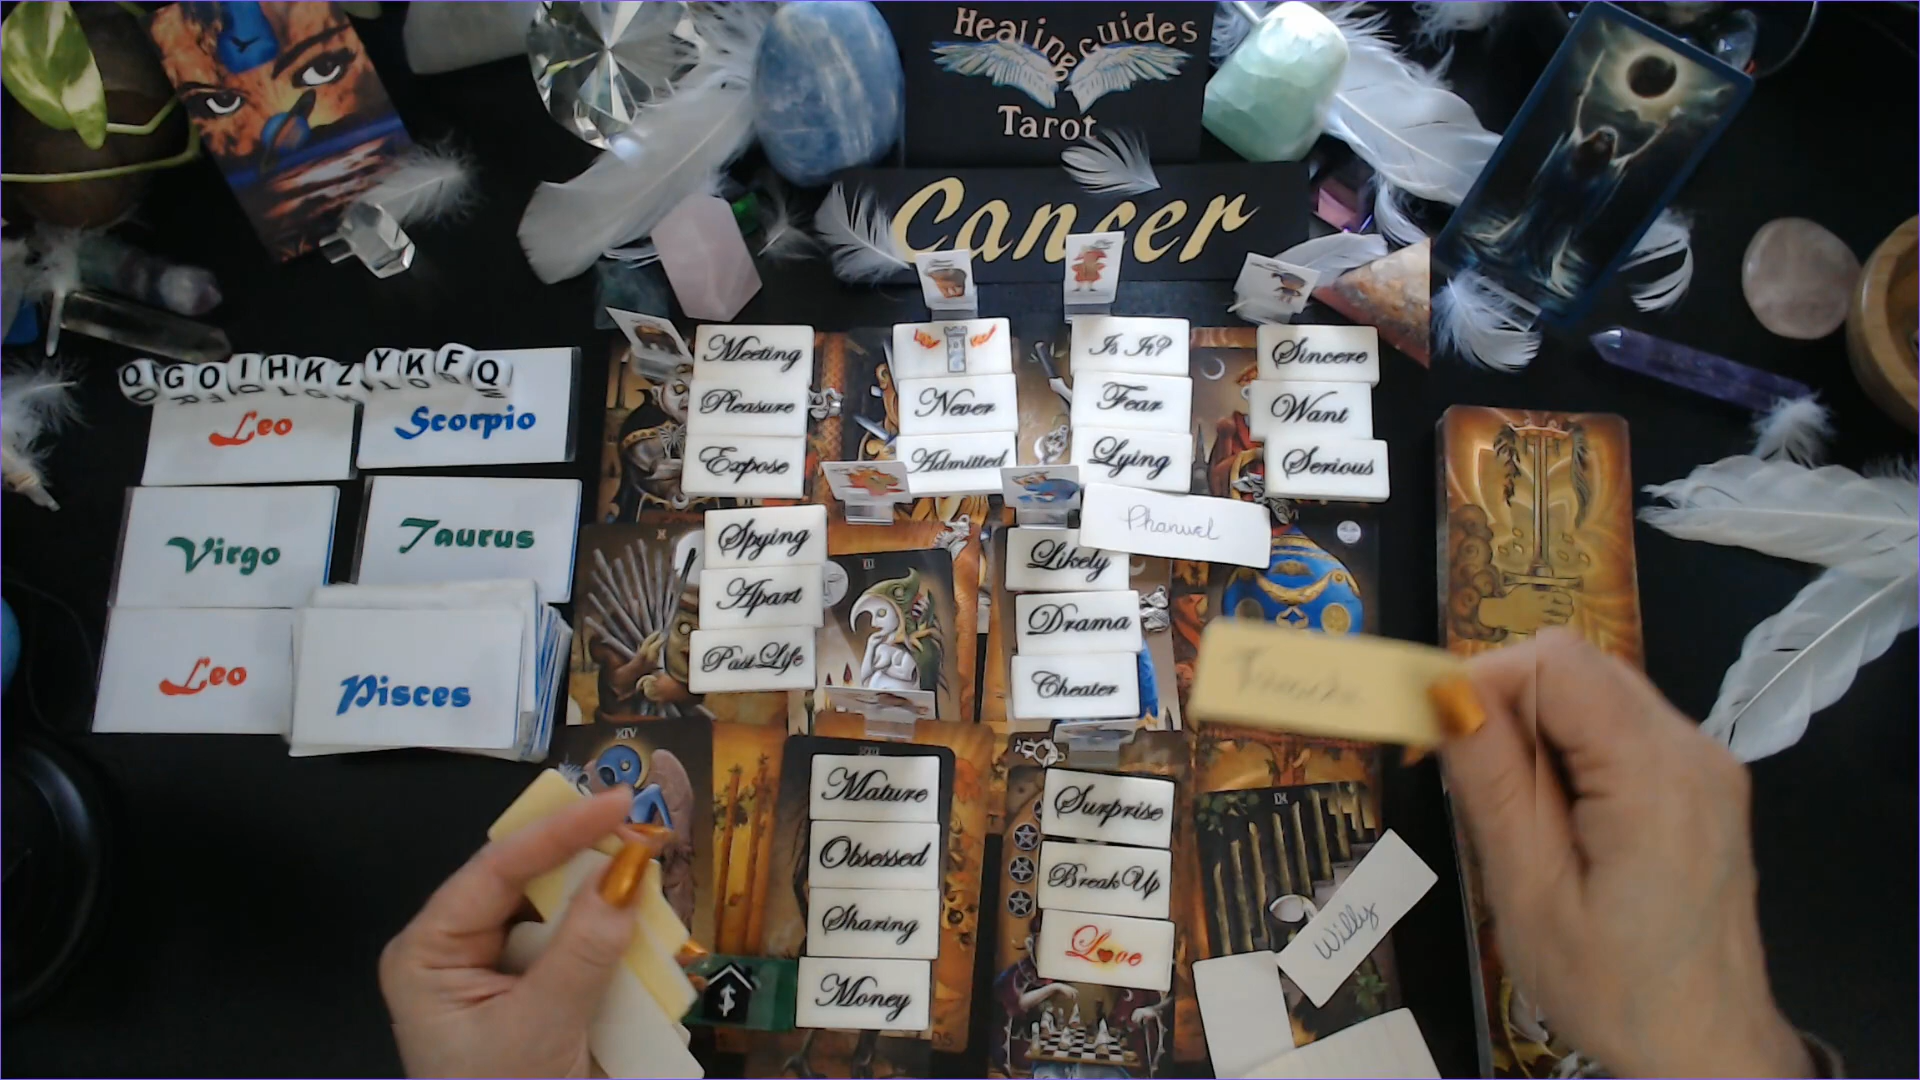 Healing Guides
Tarot
Cancer
Q G O I H K Z Y K F Q
Leo
Scorpio
Virgo
Taurus
Leo
Pisces
Meeting
Pleasure
Expose
Never
Admitted
Is It?
Fear
Lying
Sincere
Want
Serious
Spying
Apart
Past Life
Likely
Drama
Cheater
Phanuel
Mature
Obsessed
Sharing
Money
$
Surprise
Break Up
Love
Willy
XIV
IX